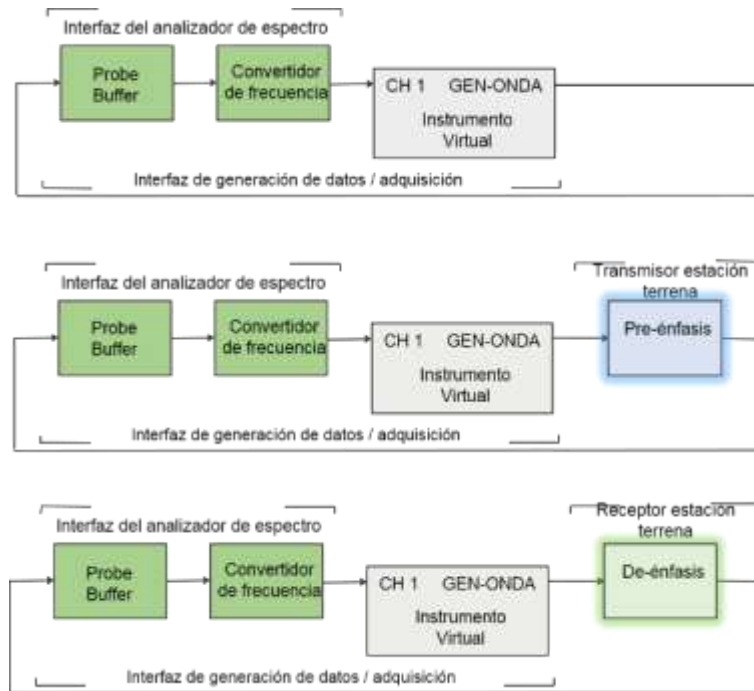 Interfaz del analizador de espectro
Probe
Buffer
Convertidor
de frecuencia
CH 1 GEN-ONDA
Instrumento
Virtual
Interfaz de generación de datos / adquisición
Interfaz del analizador de espectro
Transmisor estación
terrena
Probe
Buffer
Convertidor
de frecuencia
CH 1 GEN-ONDA
Instrumento
Virtual
Pre-énfasis
Interfaz de generación de datos / adquisición
Interfaz del analizador de espectro
Receptor estación
terrena
Probe
Buffer
Convertidor
de frecuencia
CH 1 GEN-ONDA
Instrumento
Virtual
De-énfasis
Interfaz de generación de datos / adquisición